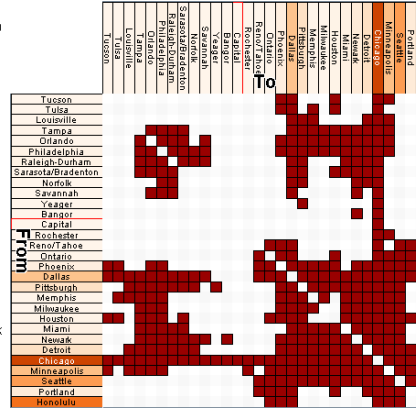 Tucson
Tulsa
Louisville
Tampa
Orlando
Philadelphia
Raleigh-Durham
Sarasota/Bradenton
Norfolk
Savannah
Yeager
Bangor
Capital
Rochester
Reno/Tahoe
Ontario
Phoenix
Dallas
Pittsburgh
Memphis
Milwaukee
Houston
Miami
Newark
Detroit
Chicago
Minneapolis
Seattle
Portland
To
From
Tucson
Tulsa
Louisville
Tampa
Orlando
Philadelphia
Raleigh-Durham
Sarasota/Bradenton
Norfolk
Savannah
Yeager
Bangor
Capital
Rochester
Reno/Tahoe
Ontario
Phoenix
Dallas
Pittsburgh
Memphis
Milwaukee
Houston
Miami
Newark
Detroit
Chicago
Minneapolis
Seattle
Portland
Honolulu